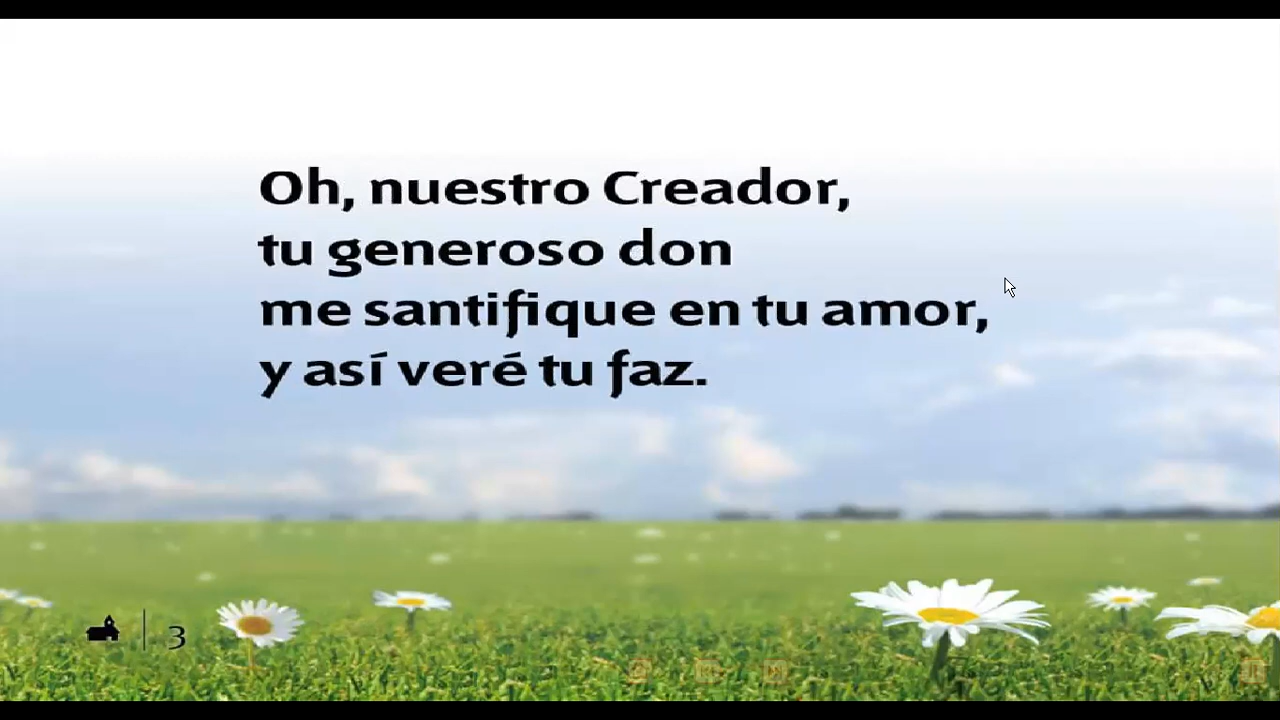 Oh, nuestro Creador,
tu generoso don
me santifique en tu amor,
y así veré tu faz.
3